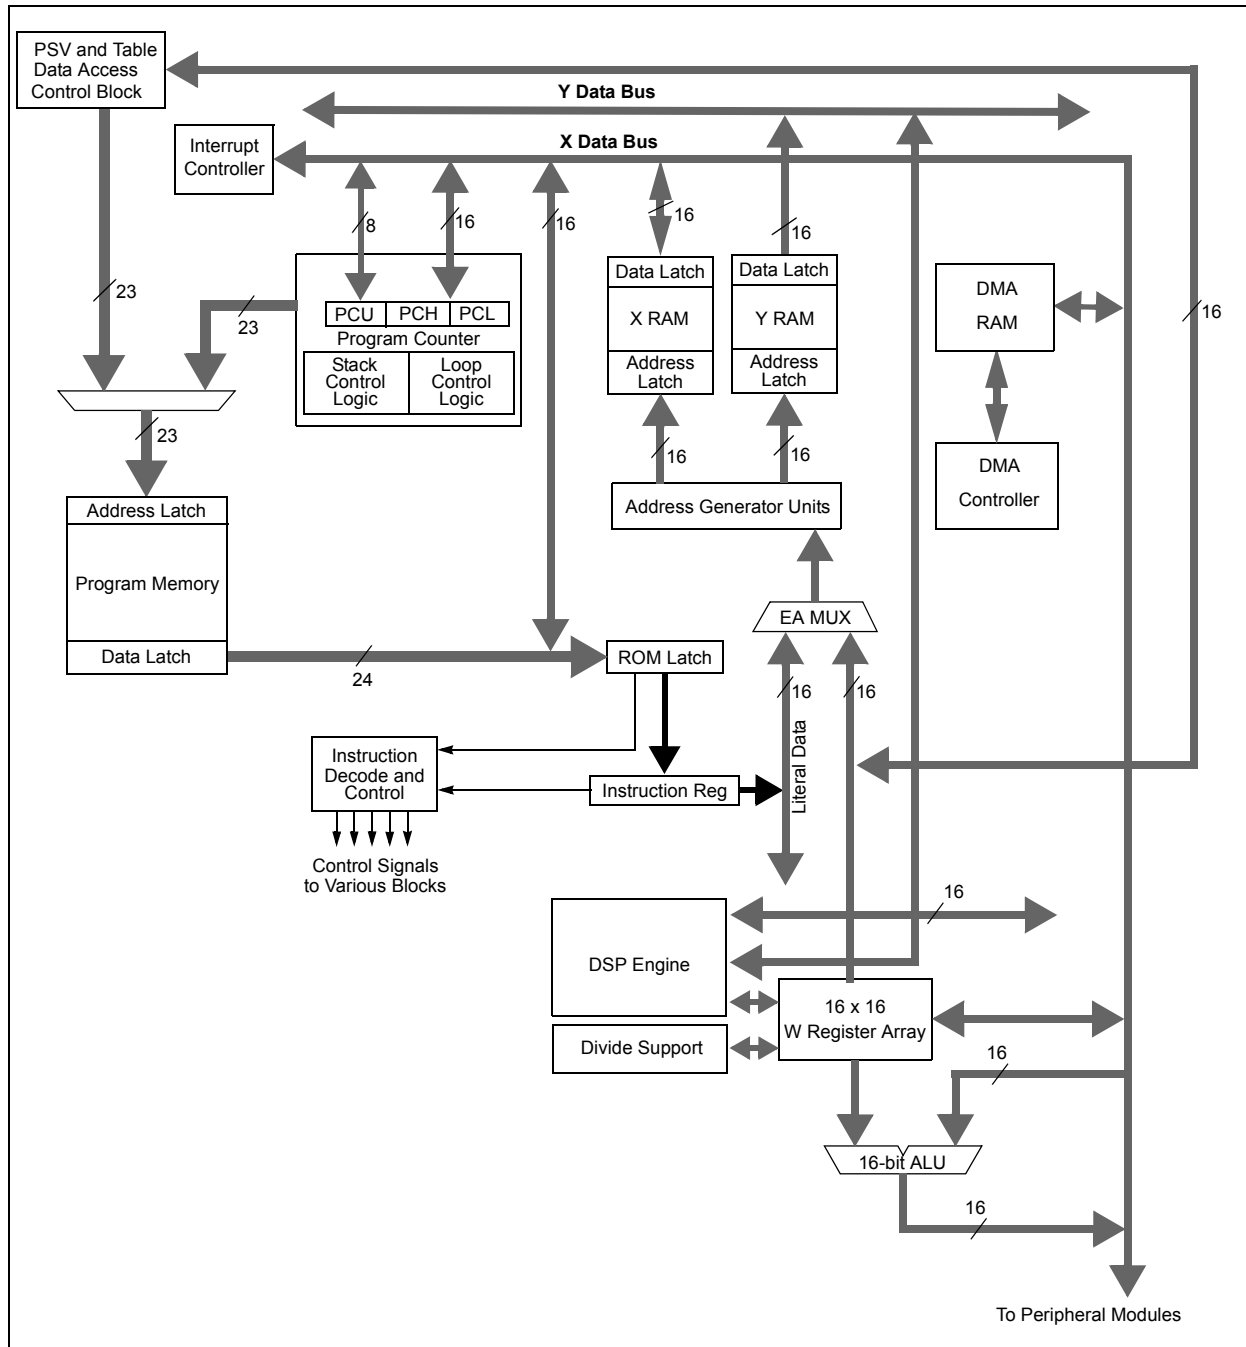 PSV and Table
Data Access
Control Block
Y Data Bus
Interrupt
Controller
X Data Bus
8
16
16
16
16
16
23
23
PCU
PCH
PCL
Program Counter
Stack
Control
Logic
Loop
Control
Logic
Data Latch
X RAM
Address
Latch
Data Latch
Y RAM
Address
Latch
DMA
RAM
23
16
16
DMA
Controller
Address Generator Units
Address Latch
Program Memory
Data Latch
24
EA MUX
ROM Latch
16
16
Literal Data
Instruction
Decode and
Control
Instruction Reg
Control Signals
to Various Blocks
16
DSP Engine
16 x 16
W Register Array
Divide Support
16
16-bit ALU
16
To Peripheral Modules